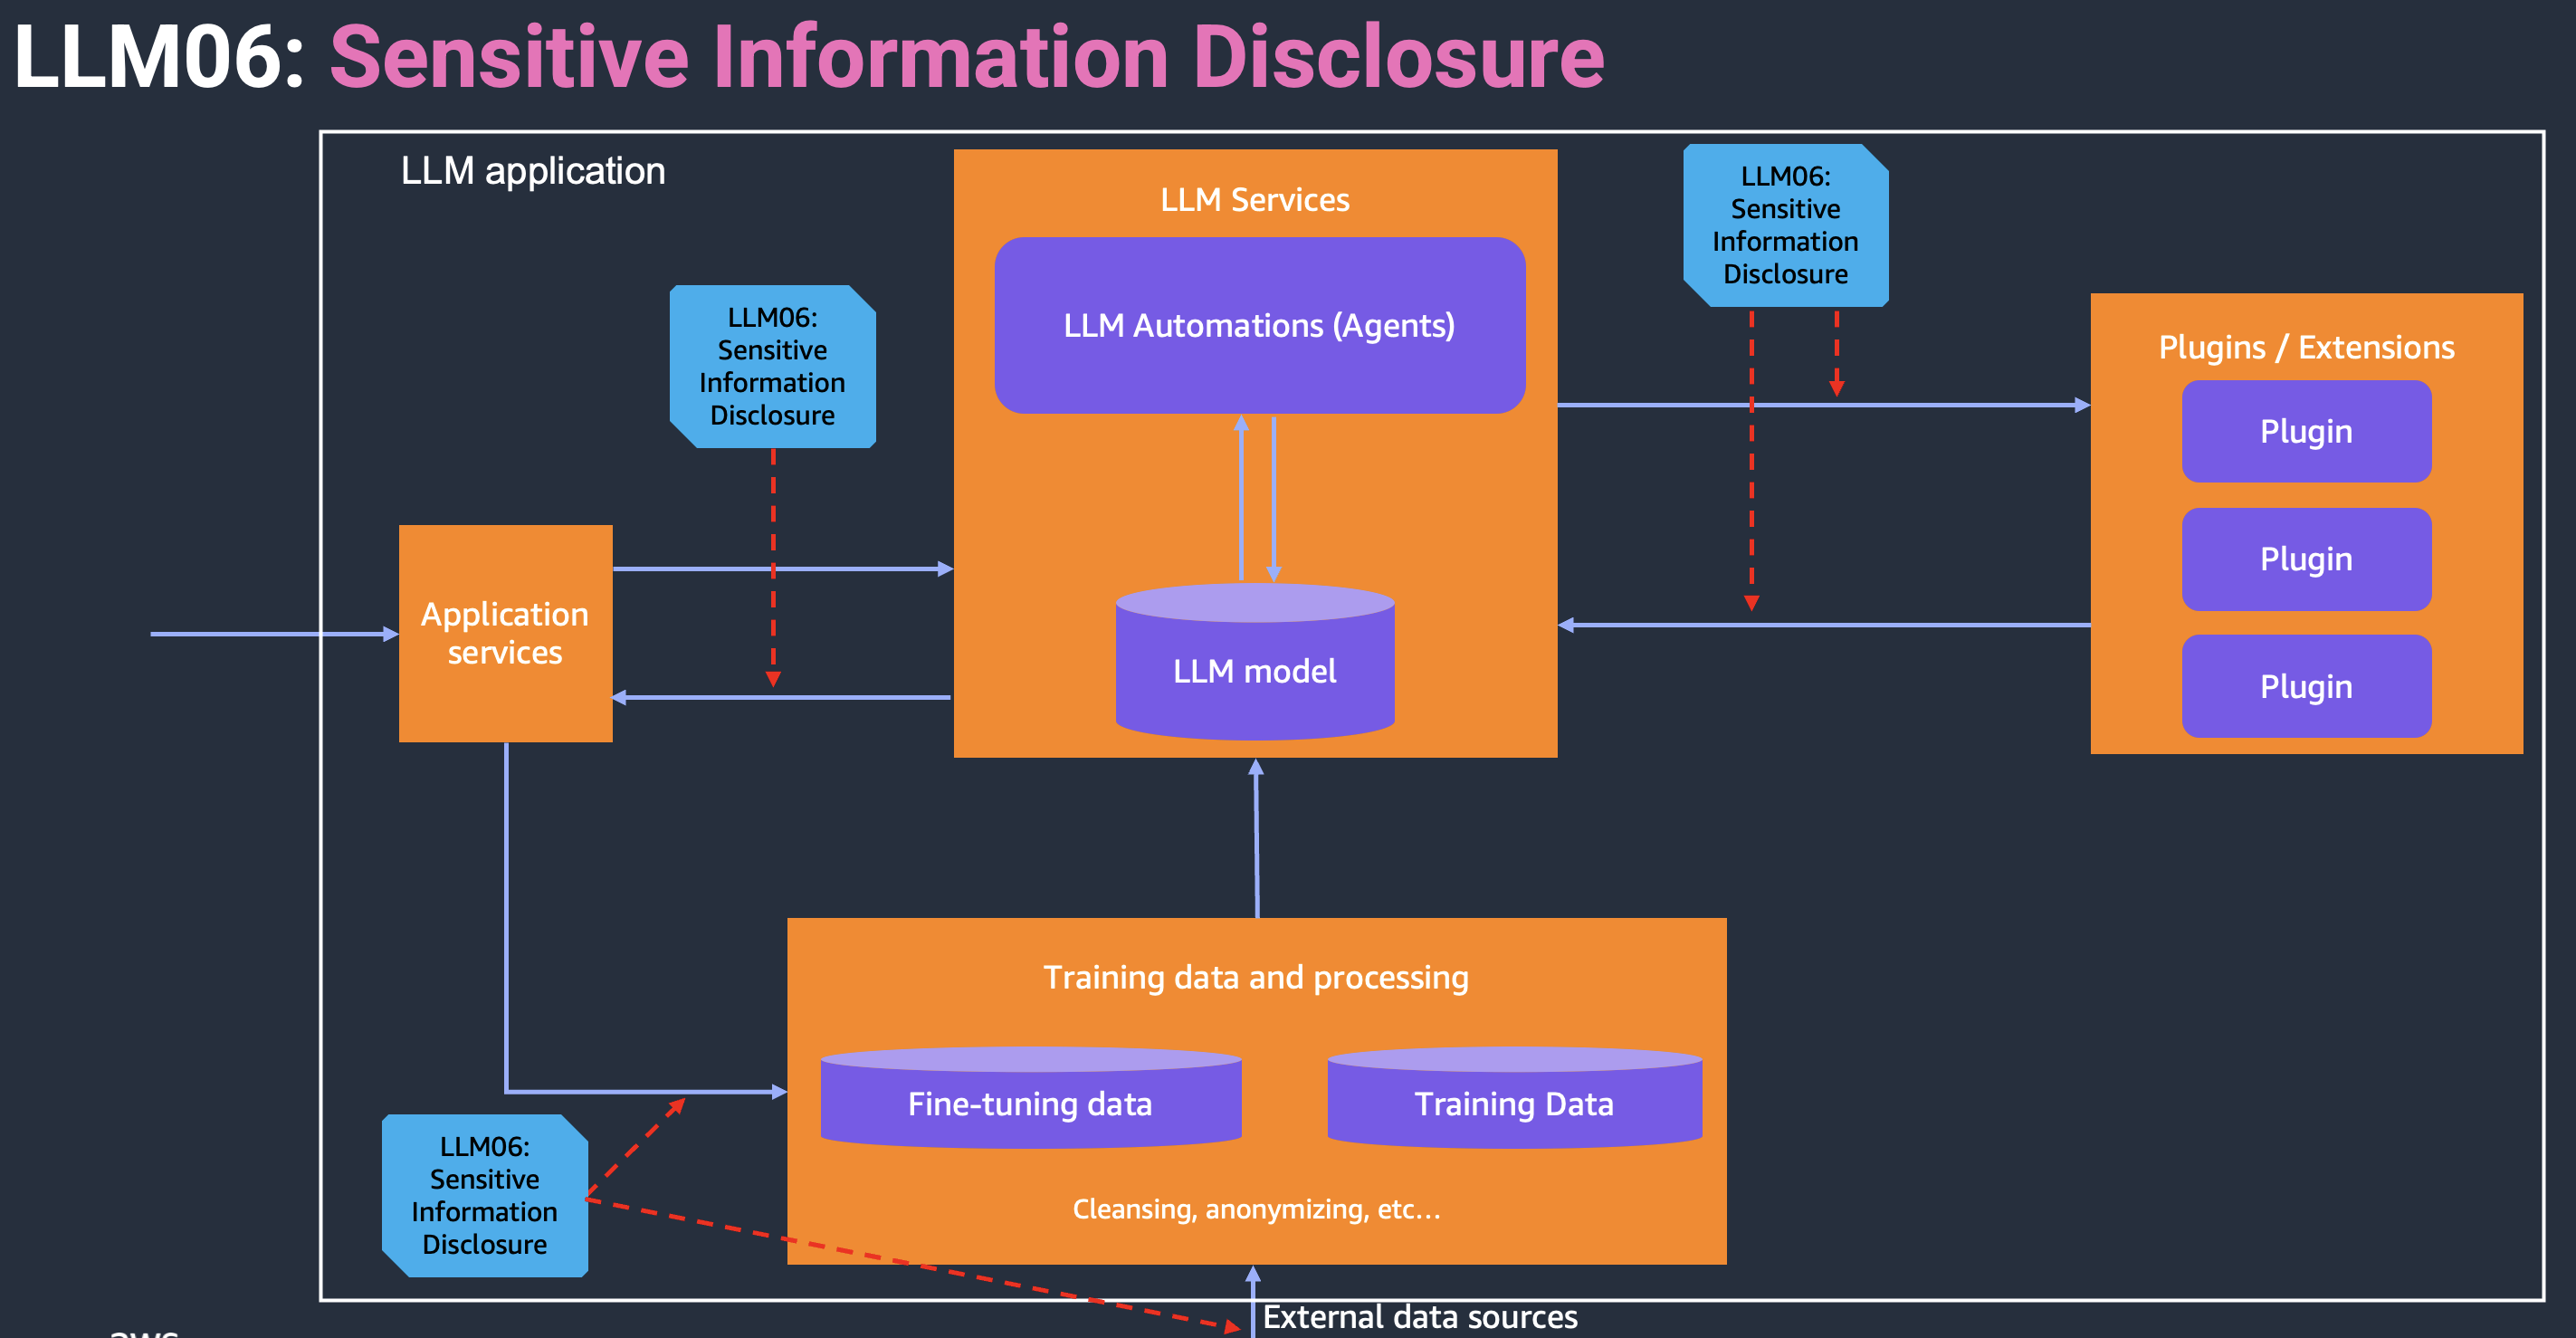 LLM06: Sensitive Information Disclosure
LLM application
LLM Services
LLM Automations (Agents)
LLM model
LLM06:
Sensitive
Information
Disclosure
LLM06:
Sensitive
Information
Disclosure
Plugins / Extensions
Plugin
Plugin
Plugin
Application
services
Training data and processing
Fine-tuning data
Training Data
Cleansing, anonymizing, etc...
LLM06:
Sensitive
Information
Disclosure
External data sources
aws